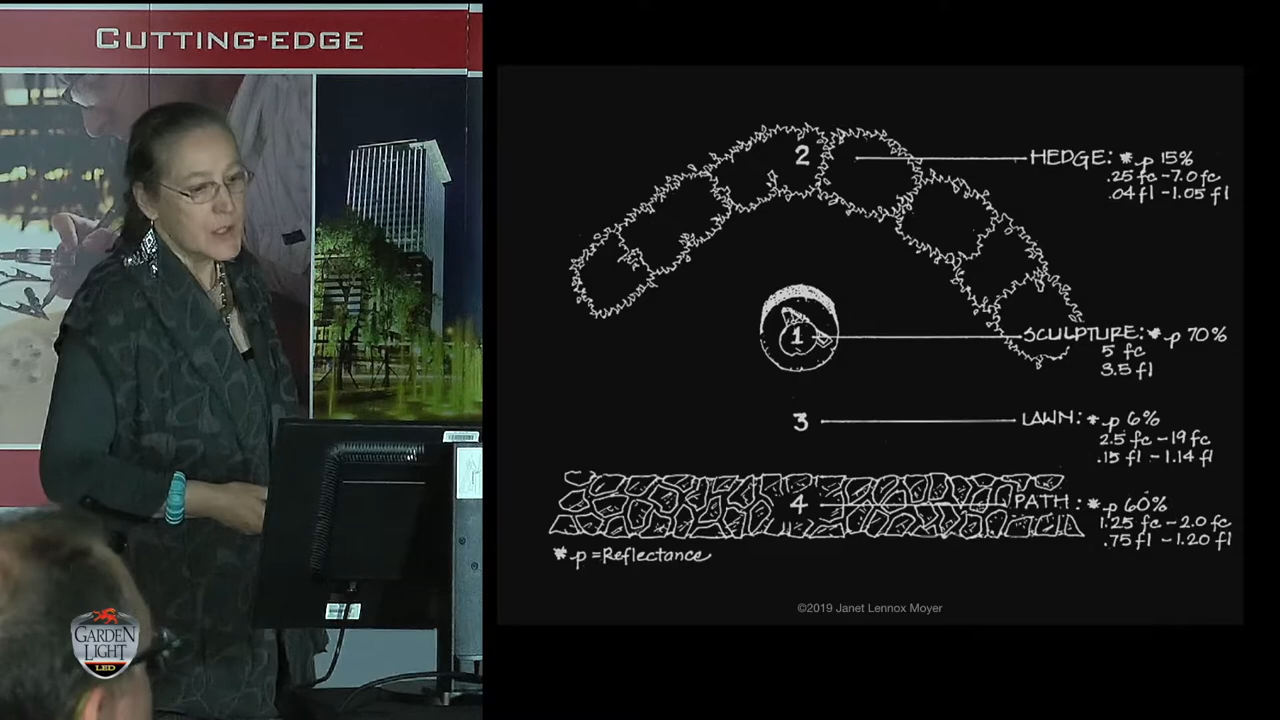 CUTTING-EDGE
2
HEDGE: * p 15%
.25 fc - 7.0 fc
.04 fl - 1.05 fl
1
SCULPTURE: * p 70%
5 fc
3.5 fl
3
LAWN: * p 6%
2.5 fc - 19 fc
.15 fl - 1.14 fl
4
PATH: * p 60%
1.25 fc - 2.0 fc
.75 fl - 1.20 fl
* p = Reflectance
©2019 Janet Lennox Moyer
GARDEN
LIGHT
LED